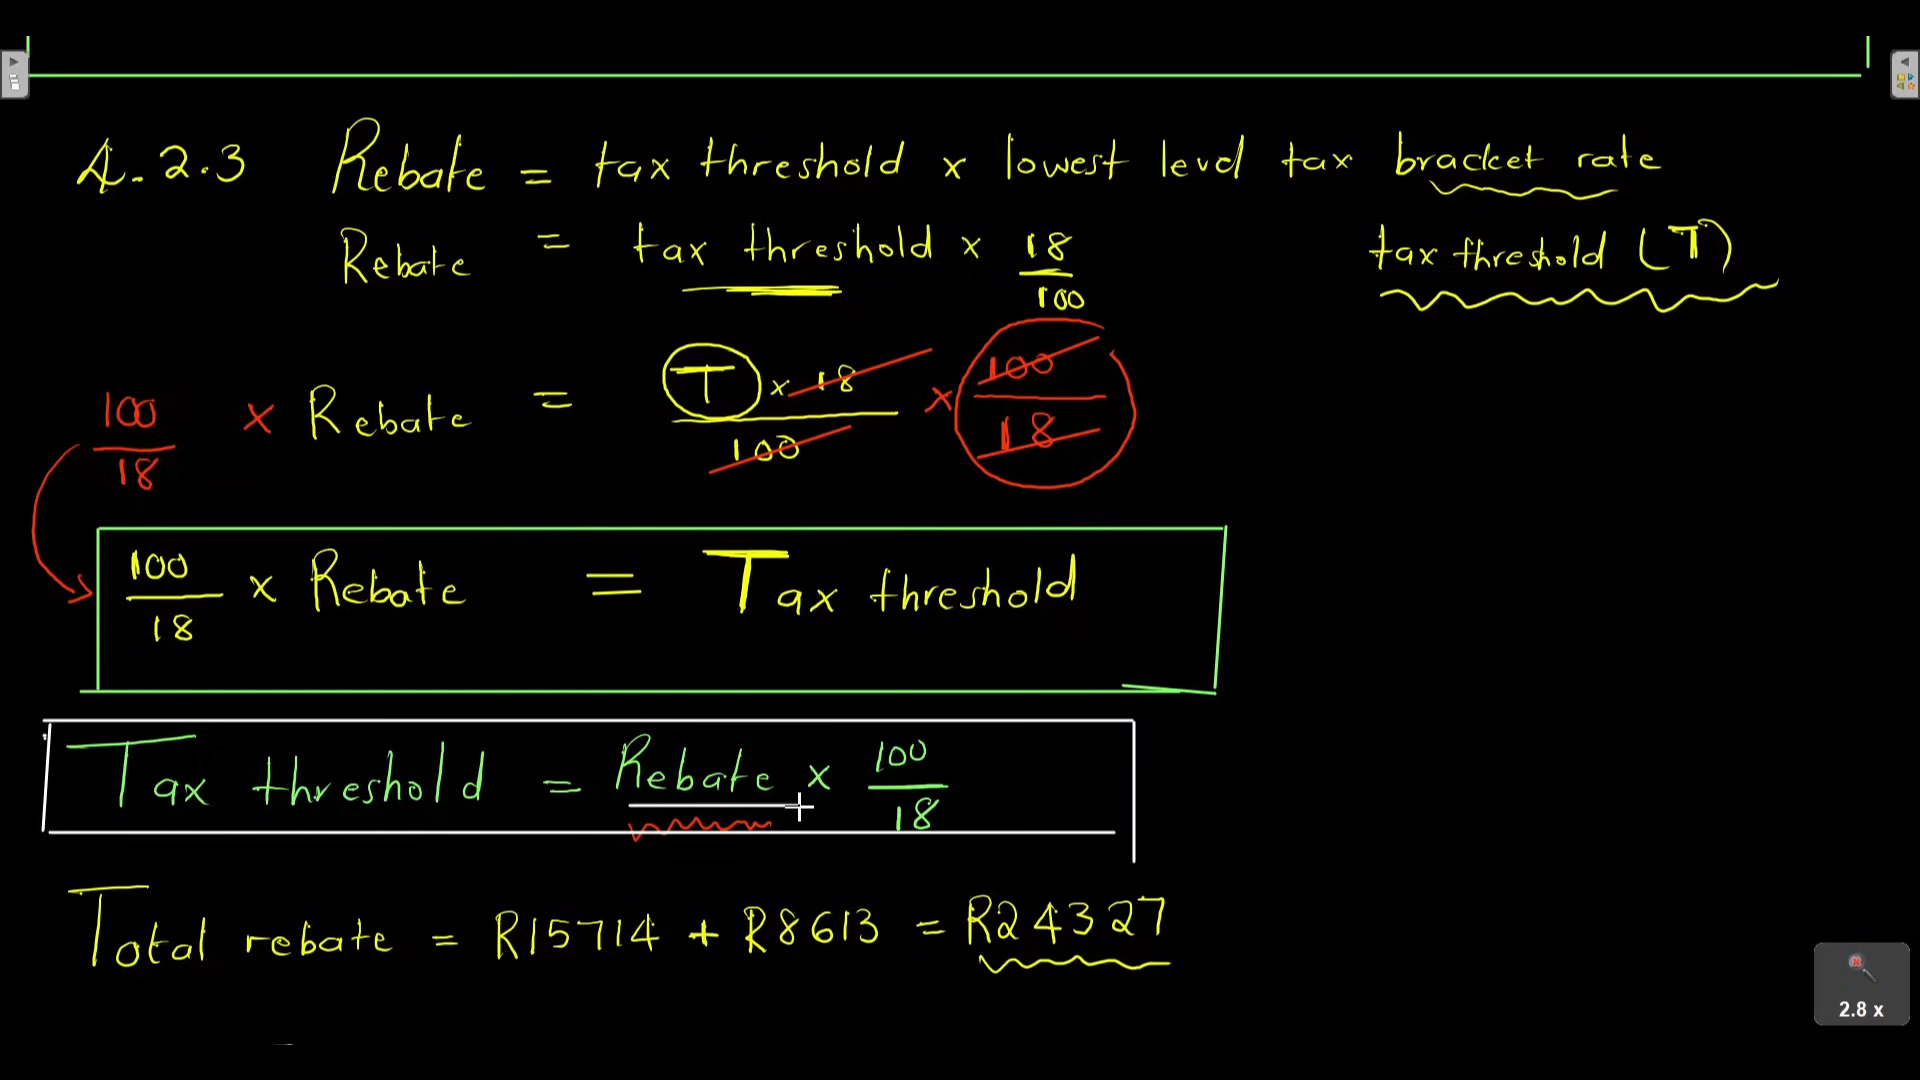 4.2.3 Rebate = tax threshold x lowest level tax bracket rate
Rebate = tax threshold x 18/100 tax threshold (T)
100/18 x Rebate = T x 18/100 x 100/18
100/18 x Rebate = Tax threshold
Tax threshold = Rebate x 100/18
Total rebate = R15714 + R8613 = R24327
2.8 x